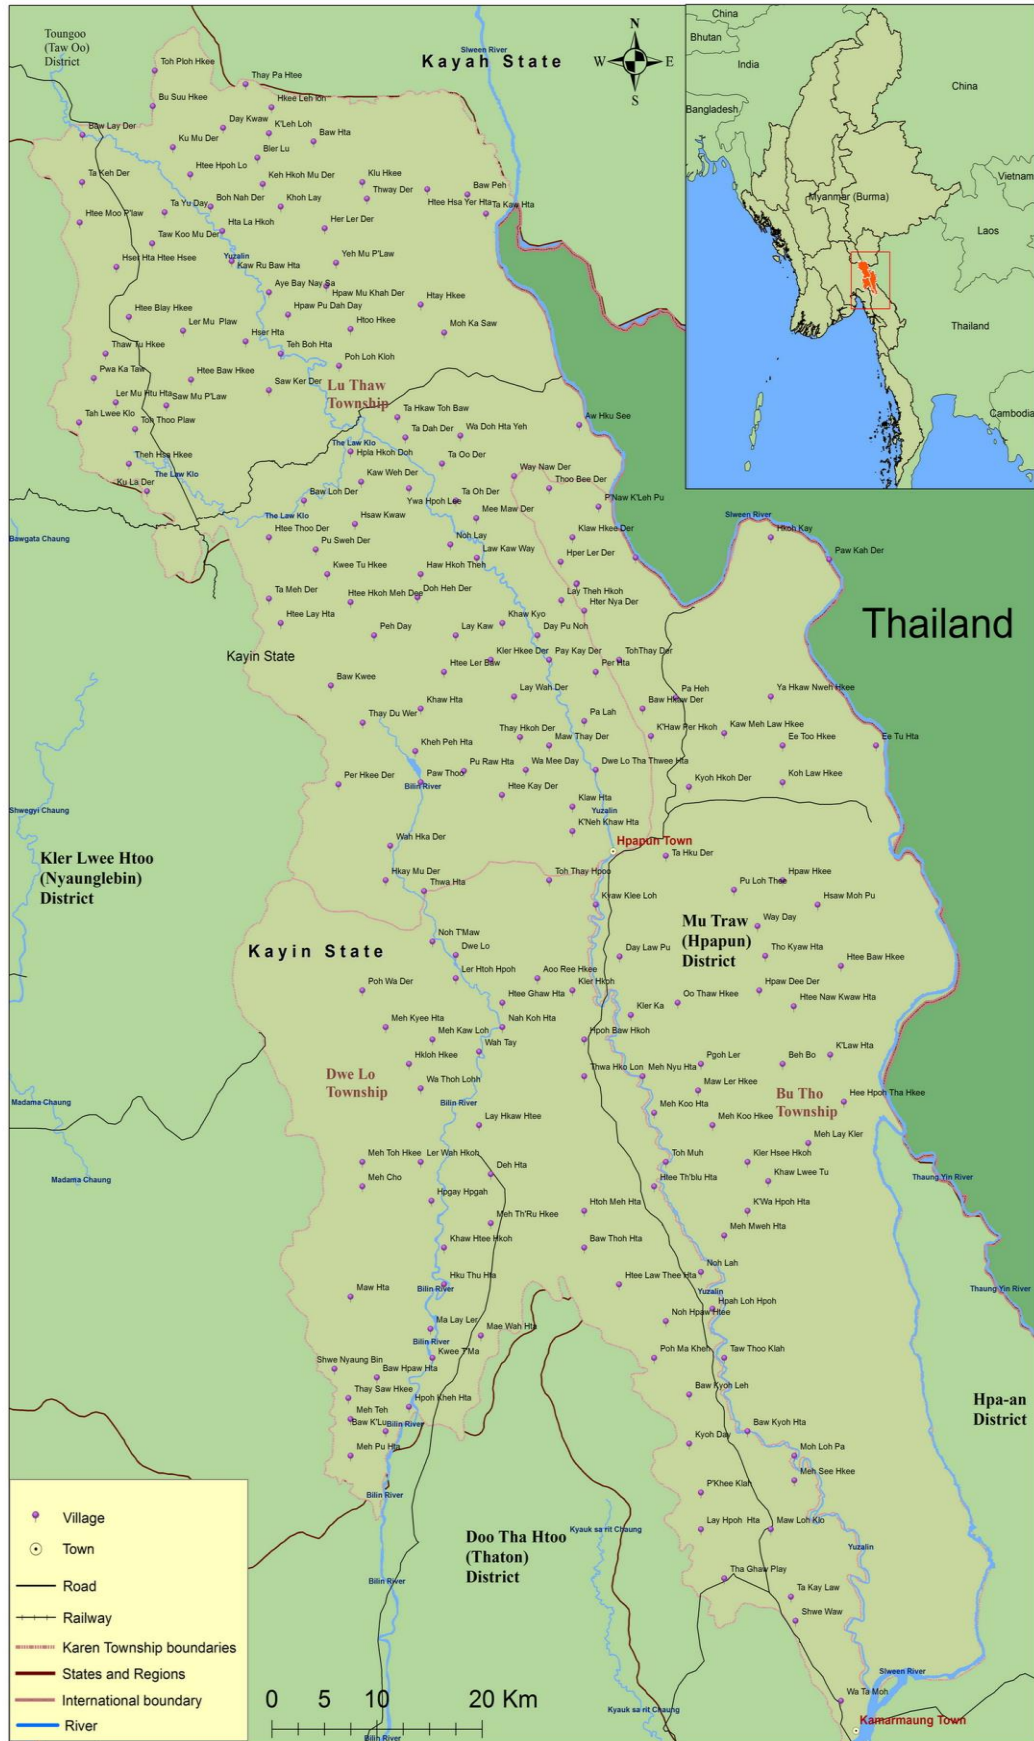 Toungoo
(Taw Oo)
District
Kayah State
Slween River
N
W
E
S
China
Bhutan
India
China
Bangladesh
Vietnam
Myanmar (Burma)
Laos
Thailand
Cambodia
Toh Ploh Hkee
Thay Pa Htee
Bu Suu Hkee
Hkee Leh Ion
Day Kwaw
K'Leh Loh
Baw Lay Der
Baw Hta
Ku Mu Der
Bler Lu
Htee Hpoh Lo
Ta Keh Der
Keh Hkoh Mu Der
Klu Hkee
Thway Der
Baw Peh
Boh Nah Der
Khoh Lay
Htee Hsa Yer Hta
Ta Kaw Hta
Ta Yu Day
Htee Moo P'law
Hta La Hkoh
Her Ler Der
Taw Koo Mu Der
Yuzalin
Yeh Mu P'Law
Hser Hta Htee Hsee
Kaw Ru Baw Hta
Aye Bay Nay Sa
Hpaw Mu Khah Der
Htay Hkee
Htee Blay Hkee
Hpaw Pu Dah Day
Ler Mu Plaw
Htoo Hkee
Moh Ka Saw
Hser Hta
Thaw Tu Hkee
Teh Boh Hta
Poh Loh Kloh
Pwa Ka Taw
Htee Baw Hkee
Lu Thaw
Township
Saw Ker Der
Ler Mu Htu Hta
Saw Mu P'Law
Tah Lwee Klo
Toh Thoo Plaw
Ta Hkaw Toh Baw
Aw Hku See
Ta Dah Der
Wa Doh Hta Yeh
The Law Klo
Hpla Hkoh Doh
Theh Hsa Hkee
The Law Klo
Ta Oo Der
Kaw Weh Der
Way Naw Der
Ku La Der
Thoo Bee Der
Baw Loh Der
Ywa Hpoh Lee
Ta Oh Der
P'Naw K'Leh Pu
The Law Klo
Mee Maw Der
Slween River
Hsaw Kwaw
Bawgata Chaung
Htee Thoo Der
Klaw Hkee Der
Hkoh Kay
Pu Sweh Der
Noh Lay
Law Kaw Way
Hper Ler Der
Paw Kah Der
Kwee Tu Hkee
Haw Hkoh Theh
Ta Meh Der
Doh Heh Der
Lay Theh Hkoh
Htee Hkoh Meh Dee
Hter Nya Der
Htee Lay Hta
Khaw Kyo
Thailand
Peh Day
Lay Kaw
Day Pu Noh
Kayin State
Kler Hkee Der
Pay Kay Der
TohThay Der
Htee Ler Baw
Per Hta
Baw Kwee
Lay Wah Der
Pa Heh
Ya Hkaw Nweh Hkee
Khaw Hta
Baw Hkaw Der
Thay Du Wer
Pa Lah
Thay Hkoh Der
K'Haw Per Hkoh
Kaw Meh Law Hkee
Kheh Peh Hta
Maw Thay Der
Ee Too Hkee
Ee Tu Hta
Pu Raw Hta
Wa Mee Day
Dwe Lo Tha Thwee Hta
Per Hkee Der
Paw Thoo
Bilin River
Kyoh Hkoh Der
Koh Law Hkee
Htee Kay Der
Shwegyi Chaung
Klaw Hta
Yuzalin
K'Neh Khaw Hta
Wah Hka Der
Hpapun Town
Kler Lwee Htoo
(Nyaunglebin)
District
Ta Hku Der
Hkay Mu Der
Thwa Hta
Toh Thay Hpoo
Pu Loh Thee
Hpaw Hkee
Kyaw Klee Loh
Hsaw Moh Pu
Mu Traw
(Hpapun)
District
Way Day
Noh T'Maw
Kayin State
Dwe Lo
Day Law Pu
Tho Kyaw Hta
Htee Baw Hkee
Ler Htoh Hpoh
Aoo Ree Hkee
Poh Wa Der
Htee Ghaw Hta
Kler Hkoh
Hpaw Dee Der
Oo Thaw Hkee
Htee Naw Kwaw Hta
Kler Ka
Meh Kyee Hta
Nah Koh Hta
Meh Kaw Loh
Hpoh Baw Hkoh
Wah Tay
K'Law Hta
Hkloh Hkee
Pgoh Ler
Beh Bo
Dwe Lo
Township
Thwa Hko Lon
Meh Nyu Hta
Wa Thoh Lohh
Maw Ler Hkee
Bu Tho
Township
Bilin River
Hee Hpoh Tha Hkee
Madama Chaung
Meh Koo Hta
Lay Hkaw Htee
Meh Koo Hkee
Meh Lay Kler
Meh Toh Hkee
Ler Wah Hkoh
Toh Muh
Kler Hsee Hkoh
Deh Hta
Meh Cho
Htee Th'blu Hta
Khaw Lwee Tu
Thaung Yin River
Madama Chaung
Hpgay Hpgah
Htoh Meh Hta
K'Wa Hpoh Hta
Meh Th'Ru Hkee
Meh Mweh Hta
Khaw Htee Hkoh
Baw Thoh Hta
Noh Lah
Hku Thu Hta
Bilin River
Htee Law Thee Hta
Yuzalin
Thaung Yin River
Maw Hta
Hpah Loh Hpoh
Noh Hpaw Htee
Ma Lay Ler
Bilin River
Mae Wah Hta
Kwee T'Ma
Poh Ma Kheh
Taw Thoo Klah
Shwe Nyaung Bin
Baw Hpaw Hta
Thay Saw Hkee
Baw Kyoh Leh
Hpa-an
District
Meh Teh
Hpoh Kheh Hta
Baw K'Lu
Bilin River
Baw Kyoh Hta
Kyoh Day
Meh Pu Hta
Moh Loh Pa
Meh See Hkee
Bilin River
P'Khee Klah
Village
Doo Tha Htoo
(Thaton)
District
Kyauk sa rit Chaung
Lay Hpoh Hta
Maw Loh Klo
Town
Yuzalin
Road
Bilin River
Tha Ghaw Play
Railway
Ta Kay Law
Shwe Waw
Karen Township boundaries
States and Regions
Slween River
International boundary
0 5 10 20 Km
Wa Ta Moh
River
Kyauk sa rit Chaung
Kamarmaung Town
Bilin River